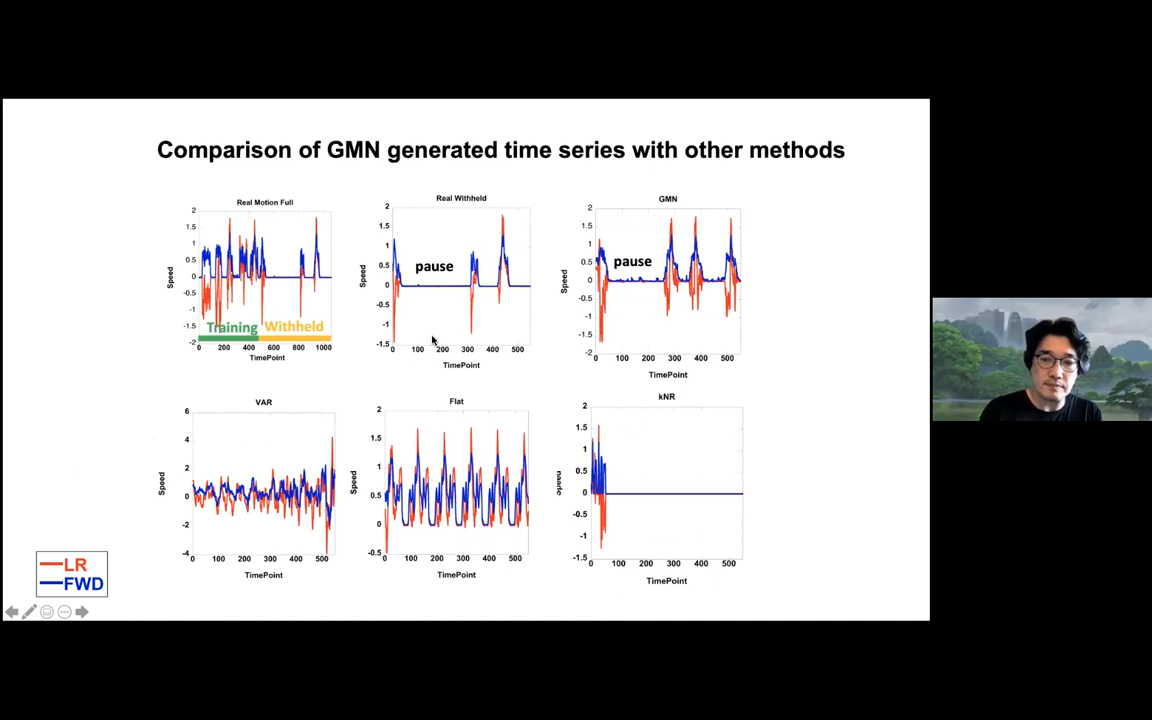 Comparison of GMN generated time series with other methods
Real Motion Full
2
1.5
1
0.5
0
-0.5
-1
-1.5
-2
Speed
Training
Withheld
0 200 400 600 800 1000
TimePoint
Real Withheld
2
1.5
1
0.5
0
-0.5
-1
-1.5
Speed
pause
0 100 200 300 400 500
TimePoint
GMN
2
1.5
1
0.5
0
-0.5
-1
-1.5
-2
Speed
pause
0 100 200 300 400 500
TimePoint
VAR
6
4
2
0
-2
-4
Speed
0 100 200 300 400 500
TimePoint
Flat
2
1.5
1
0.5
0
-0.5
Speed
0 100 200 300 400 500
TimePoint
kNR
2
1.5
1
0.5
0
-0.5
-1
-1.5
0 100 200 300 400 500
TimePoint
LR
FWD